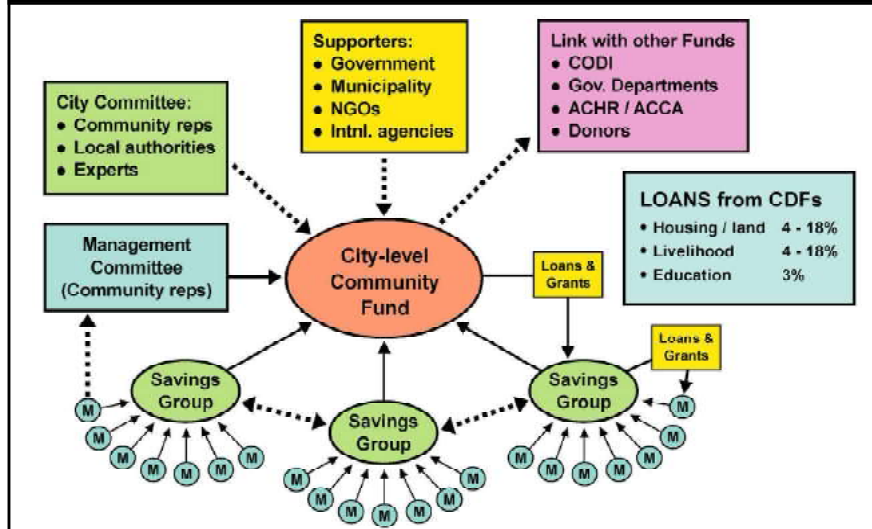 City Committee:
● Community reps
● Local authorities
● Experts
Supporters:
● Government
● Municipality
● NGOs
● Intnl. agencies
Link with other Funds
● CODI
● Gov. Departments
● ACHR / ACCA
● Donors
LOANS from CDFs
• Housing / land 4 - 18%
• Livelihod 4 - 18%
• Education 3%
Management
Committee
(Community reps)
City-level
Community
Fund
Loans &
Grants
Loans &
Grants
Savings
Group
M
M
M
M
M
M
M
Savings
Group
M
M
M
M
M
M
M
Savings
Group
M
M
M
M
M
M
M